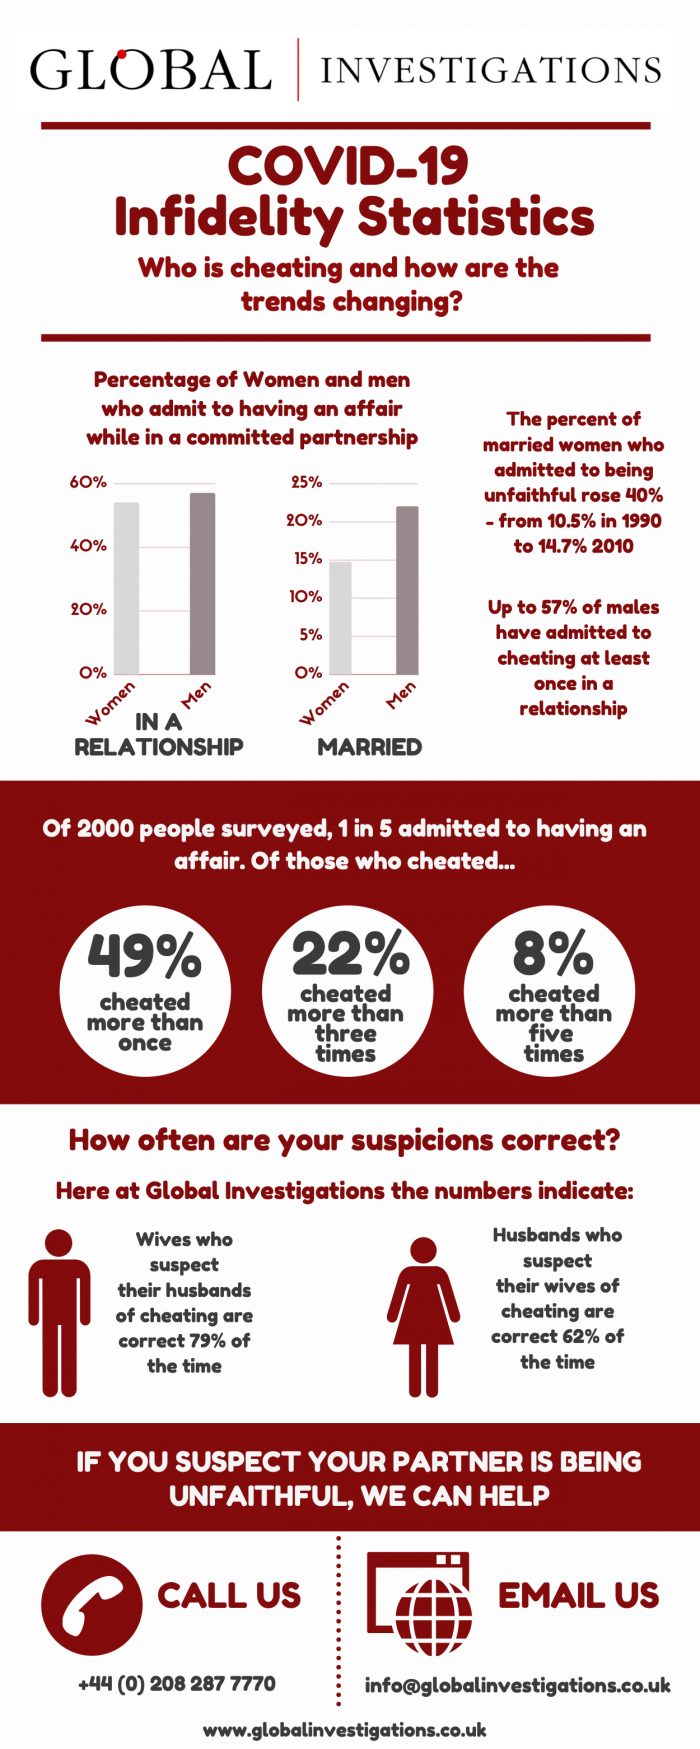 GLOBAL | INVESTIGATIONS
COVID-19
Infidelity Statistics
Who is cheating and how are the
trends changing?
Percentage of Women and men
who admit to having an affair
while in a committed partnership
60%
40%
20%
0%
Women
Men
IN A
RELATIONSHIP
25%
20%
15%
10%
5%
0%
Women
Men
MARRIED
The percent of
married women who
admitted to being
unfaithful rose 40%
- from 10.5% in 1990
to 14.7% 2010
Up to 57% of males
have admitted to
cheating at least
once in a
relationship
Of 2000 people surveyed, 1 in 5 admitted to having an
affair. Of those who cheated...
49%
cheated
more than
once
22%
cheated
more than
three
times
8%
cheated
more than
five
times
How often are your suspicions correct?
Here at Global Investigations the numbers indicate:
Wives who
suspect
their husbands
of cheating are
correct 79% of
the time
Husbands who
suspect
their wives of
cheating are
correct 62% of
the time
IF YOU SUSPECT YOUR PARTNER IS BEING
UNFAITHFUL, WE CAN HELP
CALL US
+44 (0) 208 287 7770
EMAIL US
info@globalinvestigations.co.uk
www.globalinvestigations.co.uk